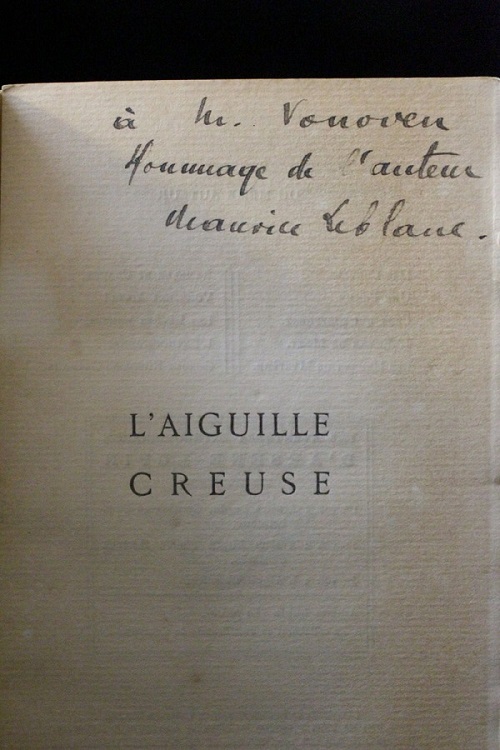 à M. Vonoven
Hommage de l'auteur
Maurice Leblanc.
L'AIGUILLE
CREUSE